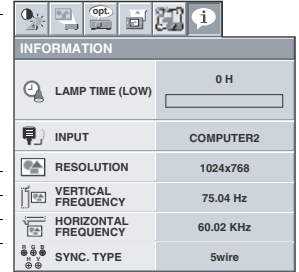 opt.
i
INFORMATION
LAMP TIME (LOW)
0 H
INPUT
COMPUTER2
RESOLUTION
1024x768
VERTICAL
FREQUENCY
75.04 Hz
HORIZONTAL
FREQUENCY
60.02 KHz
H V
SYNC. TYPE
5wire